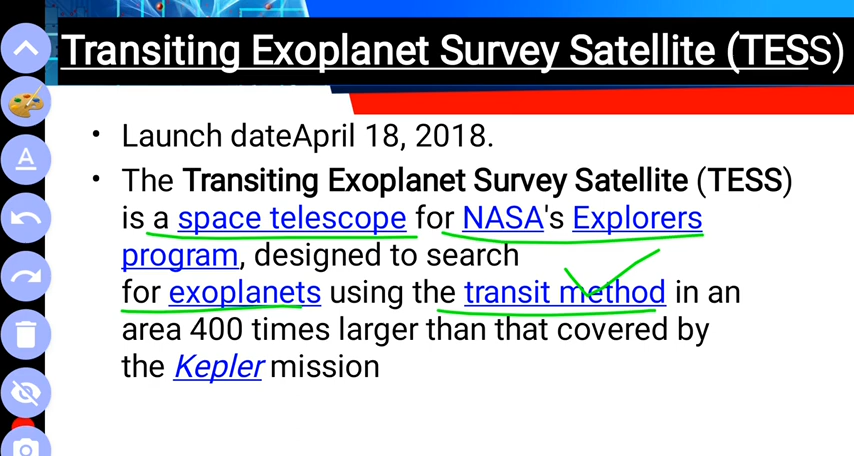 Transiting Exoplanet Survey Satellite (TESS)
• Launch dateApril 18, 2018.
• The Transiting Exoplanet Survey Satellite (TESS)
is a space telescope for NASA's Explorers
program, designed to search
for exoplanets using the transit method in an
area 400 times larger than that covered by
the Kepler mission